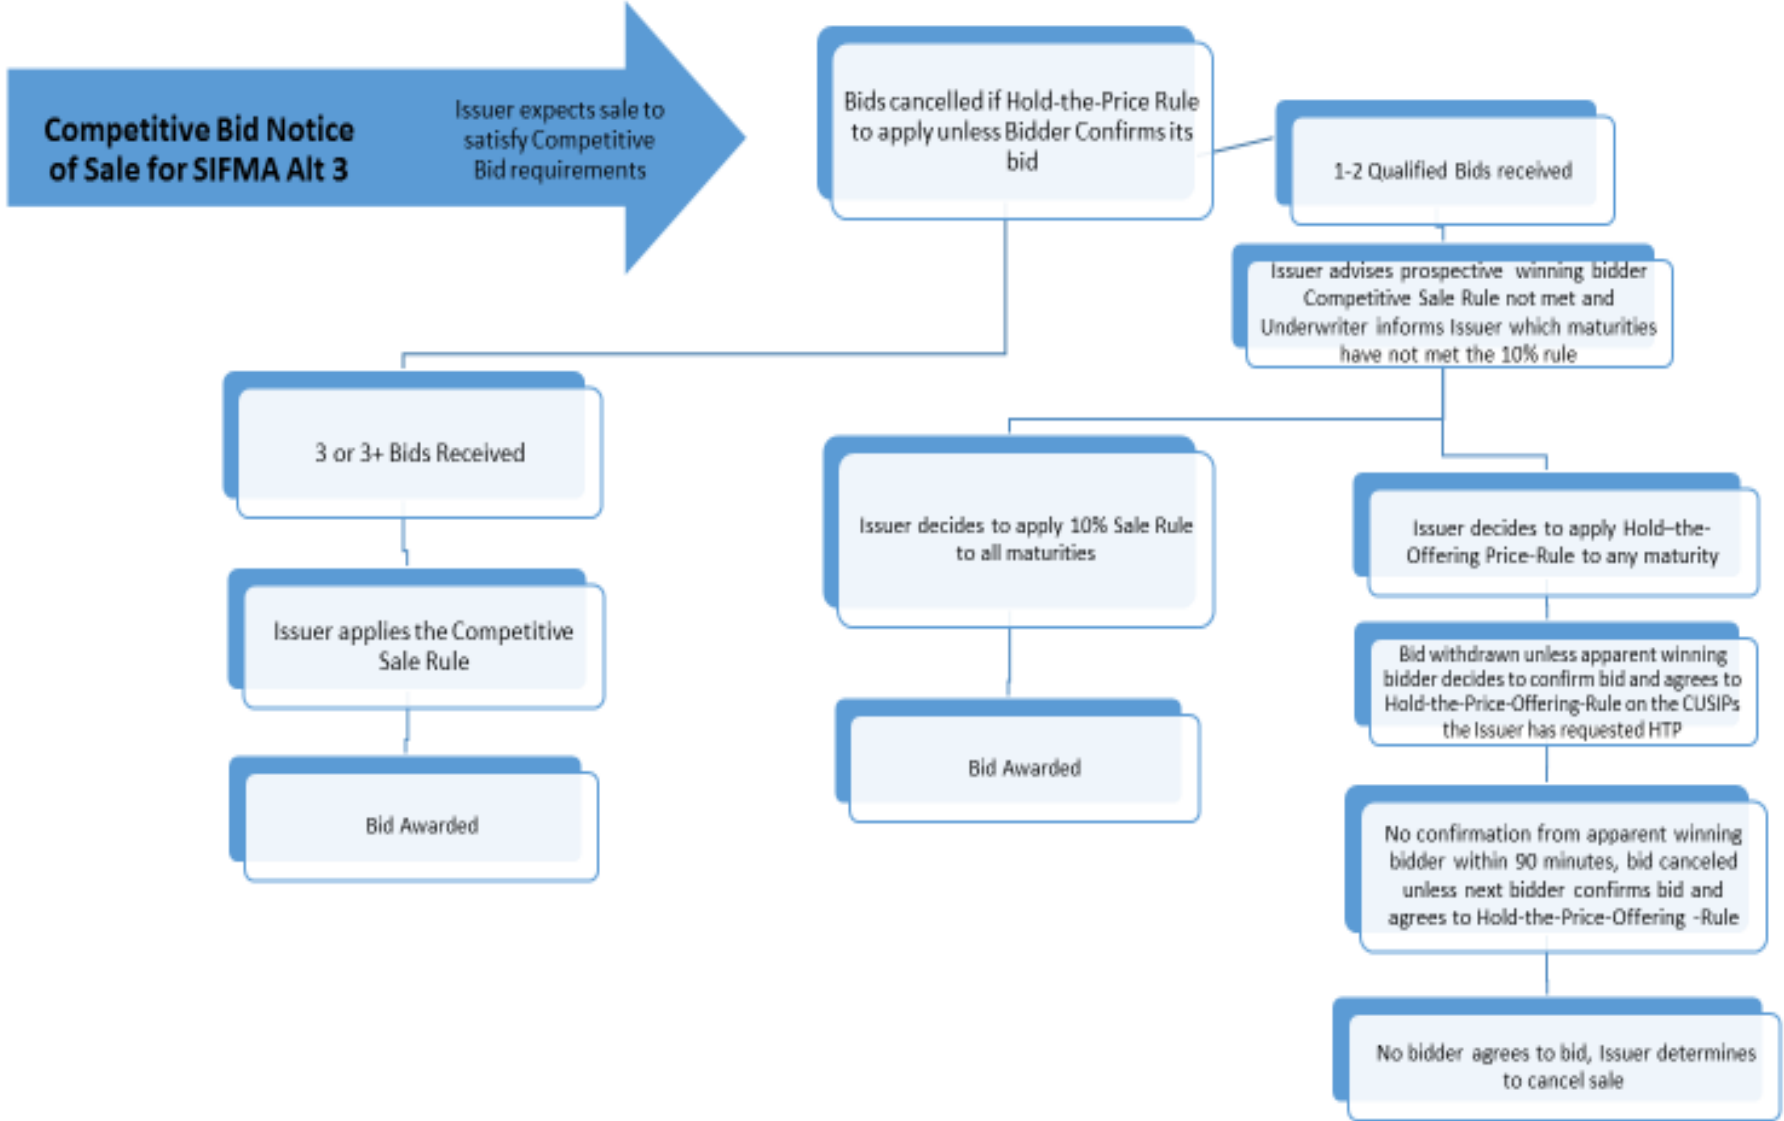 Competitive Bid Notice
of Sale for SIFMA Alt 3
Issuer expects sale to
satisfy Competitive
Bid requirements
Bids cancelled if Hold-the-Price Rule
to apply unless Bidder Confirms its
bid
1-2 Qualified Bids received
Issuer advises prospective winning bidder
Competitive Sale Rule not met and
Underwriter informs Issuer which maturities
have not met the 10% rule
3 or 3+ Bids Received
Issuer applies the Competitive
Sale Rule
Bid Awarded
Issuer decides to apply 10% Sale Rule
to all maturities
Bid Awarded
Issuer decides to apply Hold–the-
Offering Price-Rule to any maturity
Bid withdrawn unless apparent winning
bidder decides to confirm bid and agrees to
Hold-the-Price-Offering-Rule on the CUSIPs
the Issuer has requested HTP
No confirmation from apparent winning
bidder within 90 minutes, bid canceled
unless next bidder confirms bid and
agrees to Hold-the-Price-Offering -Rule
No bidder agrees to bid, Issuer determines
to cancel sale